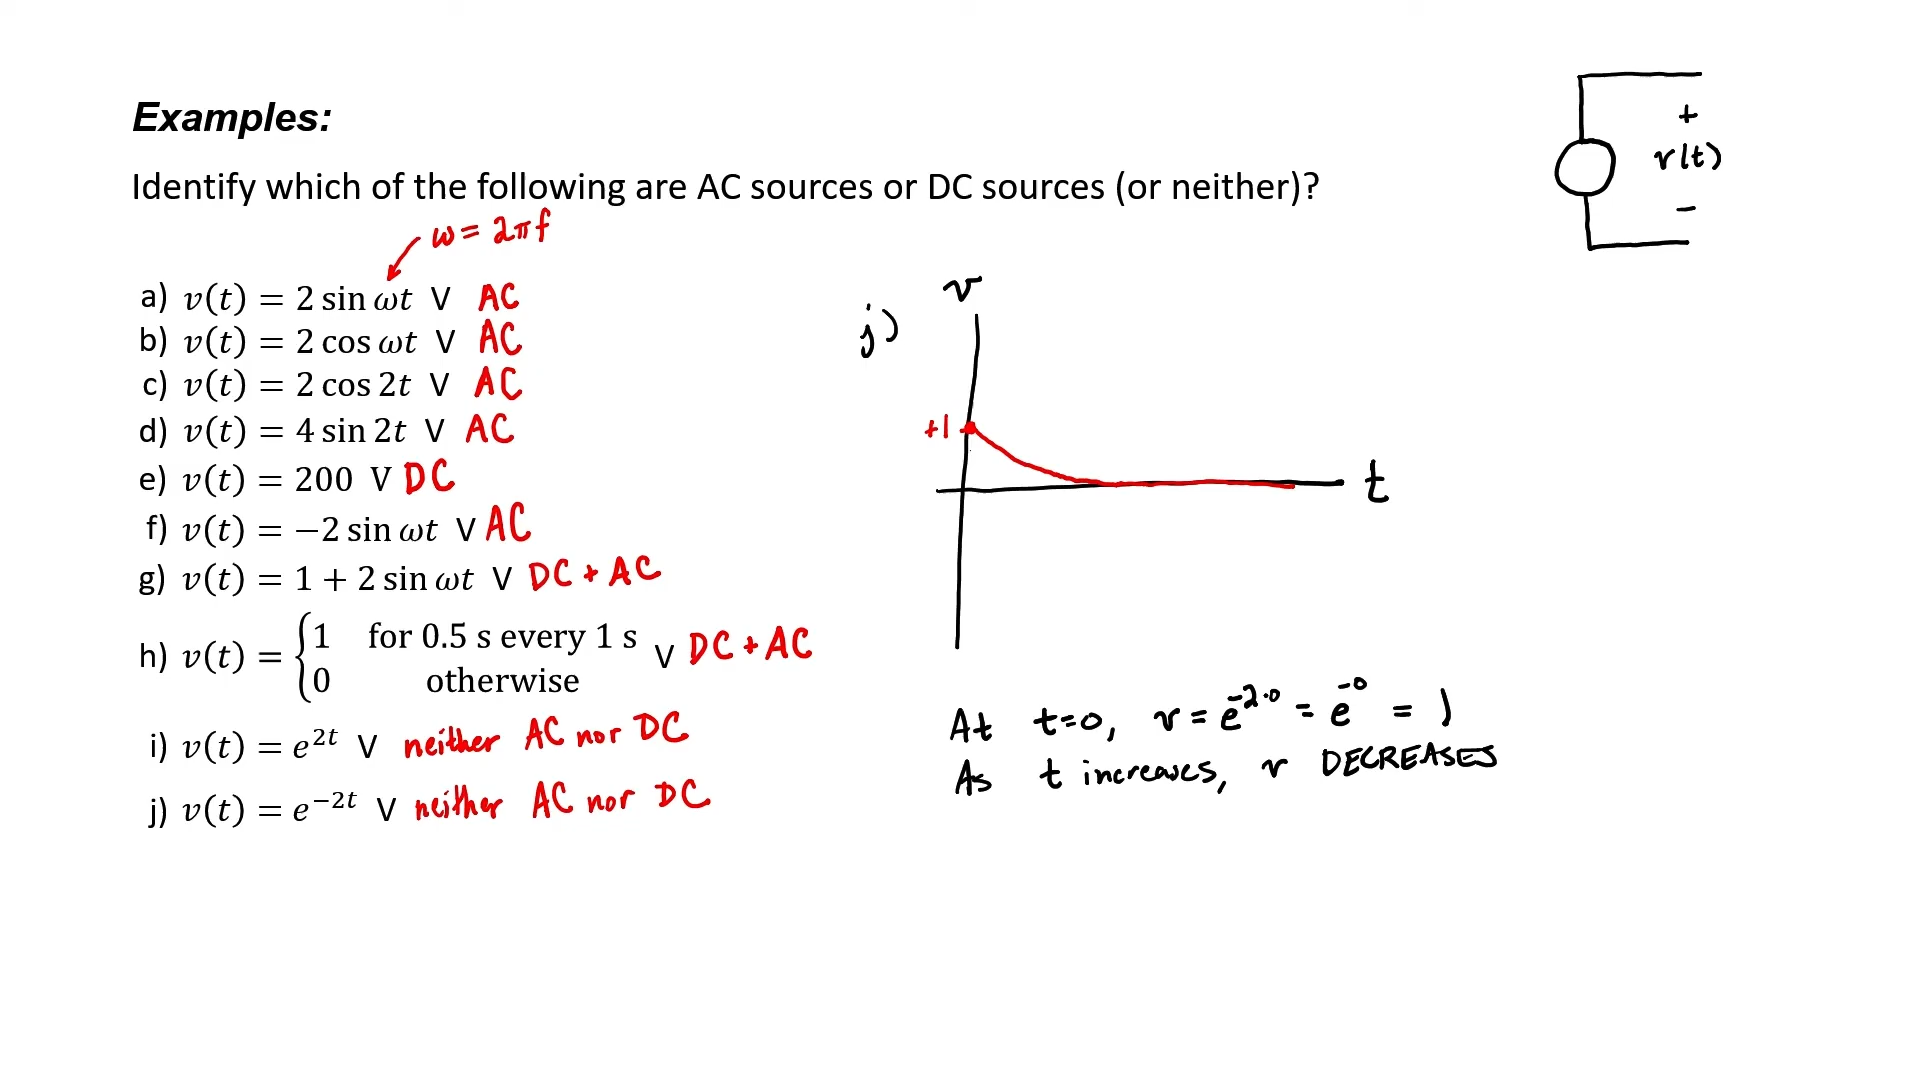 Examples:
Identify which of the following are AC sources or DC sources (or neither)?
ω = 2πf
a) v(t) = 2 sin ωt V AC
b) v(t) = 2 cos ωt V AC
c) v(t) = 2 cos 2t V AC
d) v(t) = 4 sin 2t V AC
e) v(t) = 200 V DC
f) v(t) = −2 sin ωt V AC
g) v(t) = 1 + 2 sin ωt V DC + AC
h) v(t) = {1 for 0.5 s every 1 s
0 otherwise V DC + AC
i) v(t) = e^{2t} V neither AC nor DC
j) v(t) = e^{−2t} V neither AC nor DC
+
v(t)
−
j)
v
+1
t
At t=0, v = e^{-2·0} = e^{-0} = 1
As t increases, v DECREASES